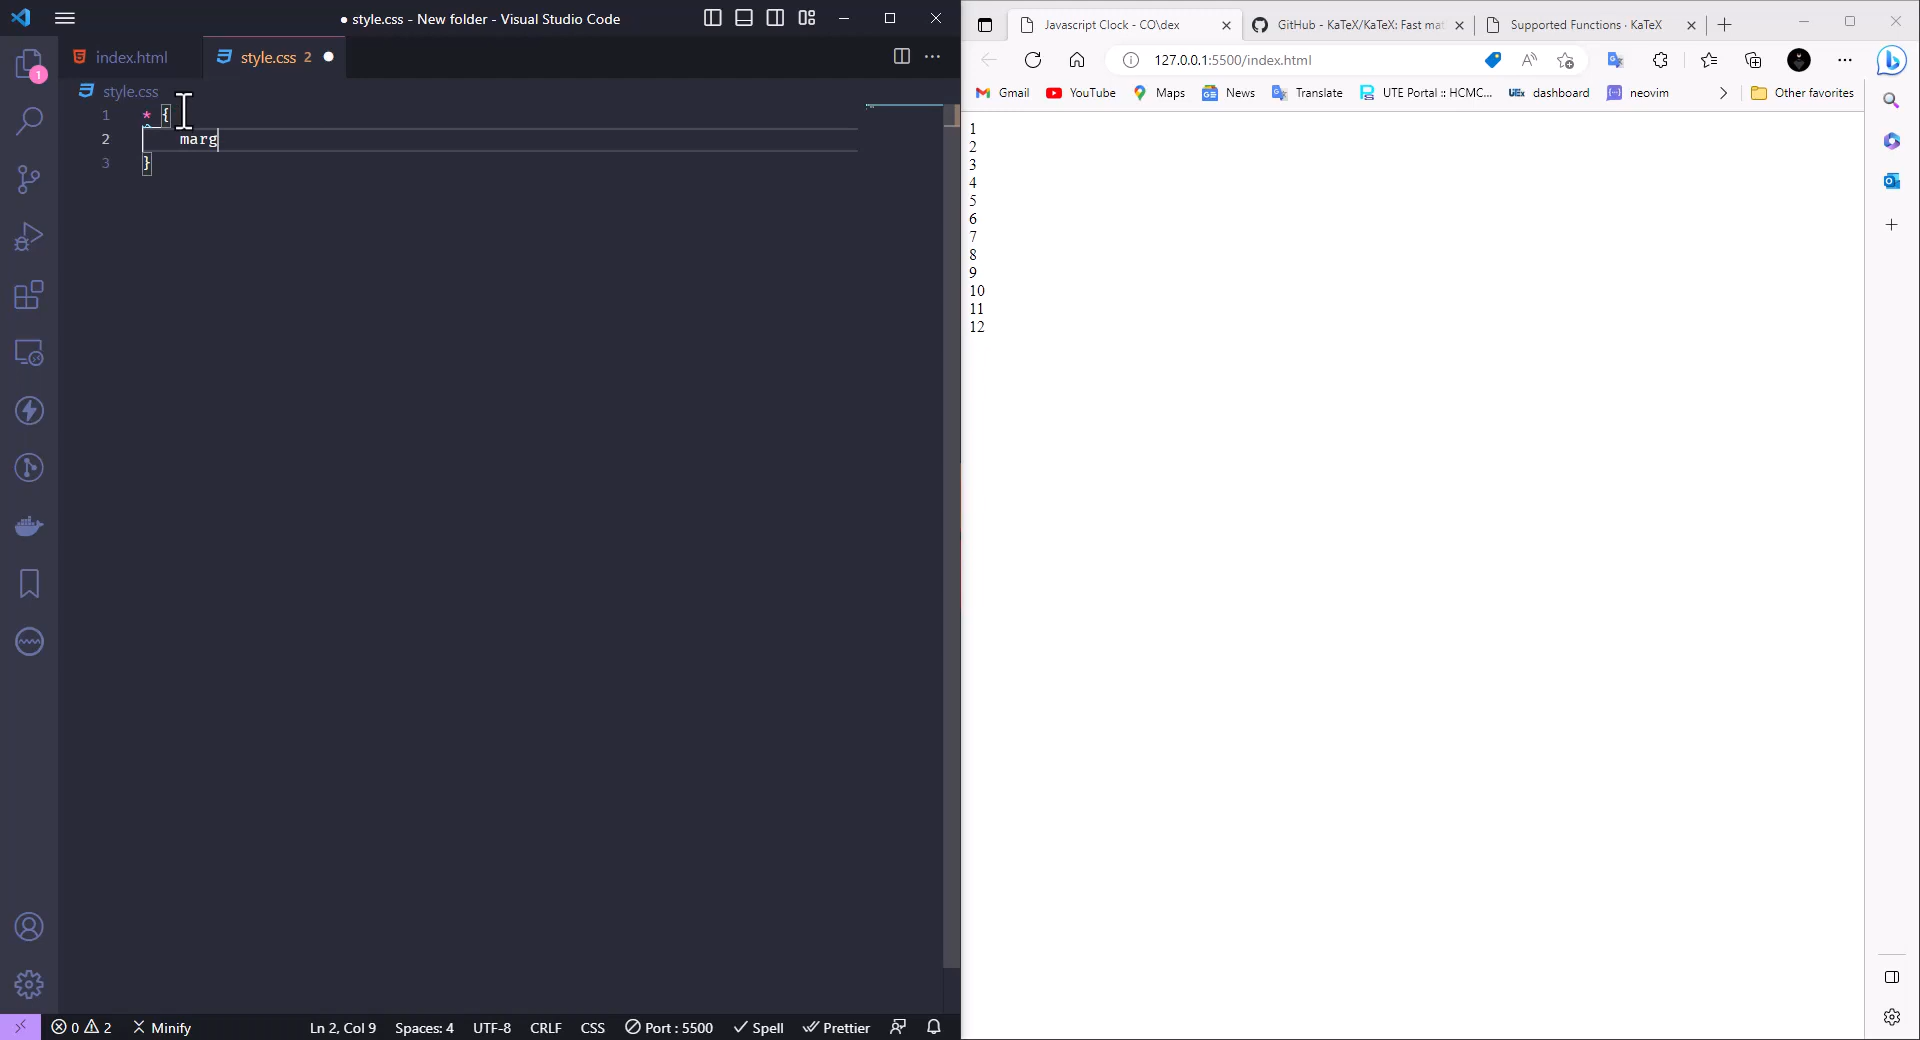 ● style.css - New folder - Visual Studio Code
index.html
style.css 2 ●
style.css
1 * {
2 marg
3 }
1
0 2 Minify Ln 2, Col 9 Spaces: 4 UTF-8 CRLF CSS Port : 5500 Spell Prettier
Javascript Clock - CO\dex
GitHub - KaTeX/KaTeX: Fast mat
Supported Functions · KaTeX
127.0.0.1:5500/index.html
Gmail YouTube Maps News Translate UTE Portal :: HCMC... dashboard neovim Other favorites
1
2
3
4
5
6
7
8
9
10
11
12